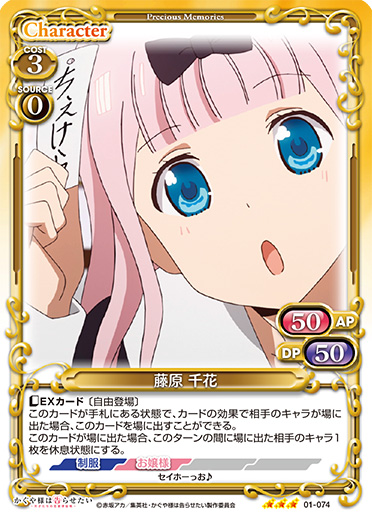 Precious Memories
Character
COST
3
SOURCE
0
ちえけら
50 AP
DP 50
藤原 千花
EXカード [自由登場]
このカードが手札にある状態で、カードの効果で相手のキャラが場に
出た場合、このカードを場に出すことができる。
このカードが場に出た場合、このターンの間に場に出た相手のキャラ1
枚を休息状態にする。
制服 お嬢様
セイホーっお♪
©赤坂アカ/集英社・かぐや様は告らせたい製作委員会
かぐや様は告らせたい
01-074